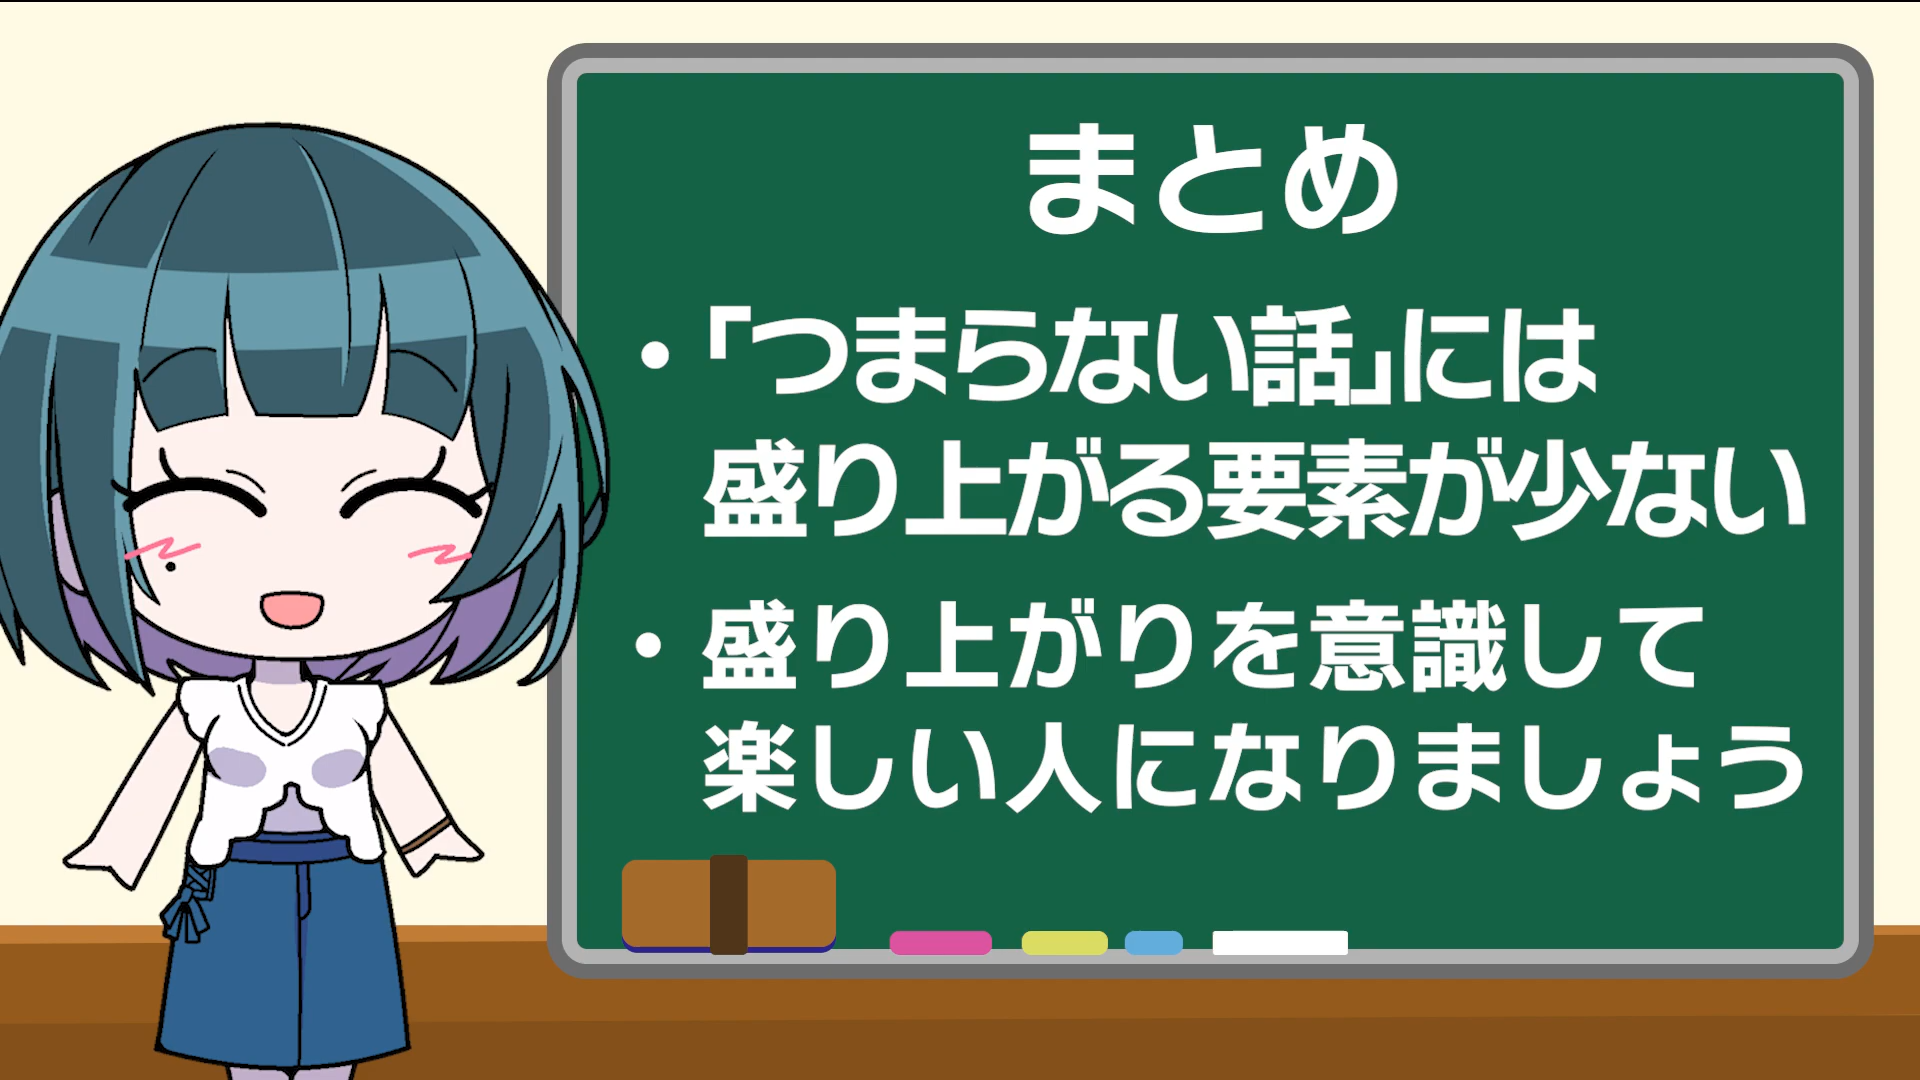 まとめ
・「つまらない話」には
盛り上がる要素が少ない
・盛り上がりを意識して
楽しい人になりましょう